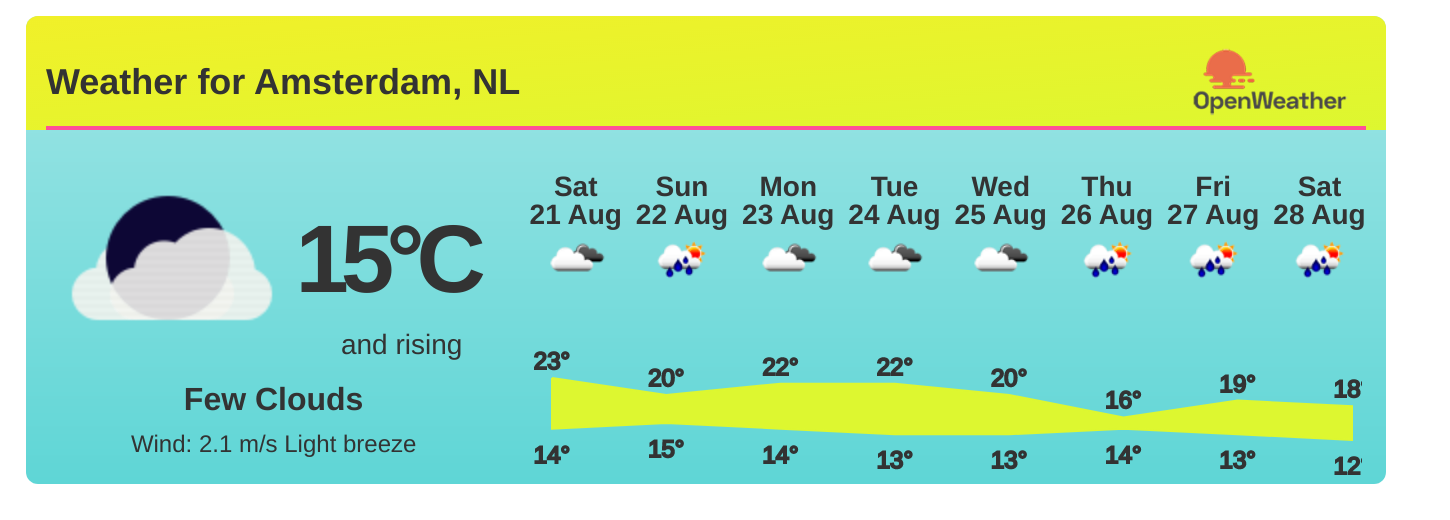 Weather for Amsterdam, NL
OpenWeather
15°C
and rising
Few Clouds
Wind: 2.1 m/s Light breeze
Sat Sun Mon Tue Wed Thu Fri Sat
21 Aug 22 Aug 23 Aug 24 Aug 25 Aug 26 Aug 27 Aug 28 Aug
23° 20° 22° 22° 20° 16° 19° 18°
14° 15° 14° 13° 13° 14° 13° 12°